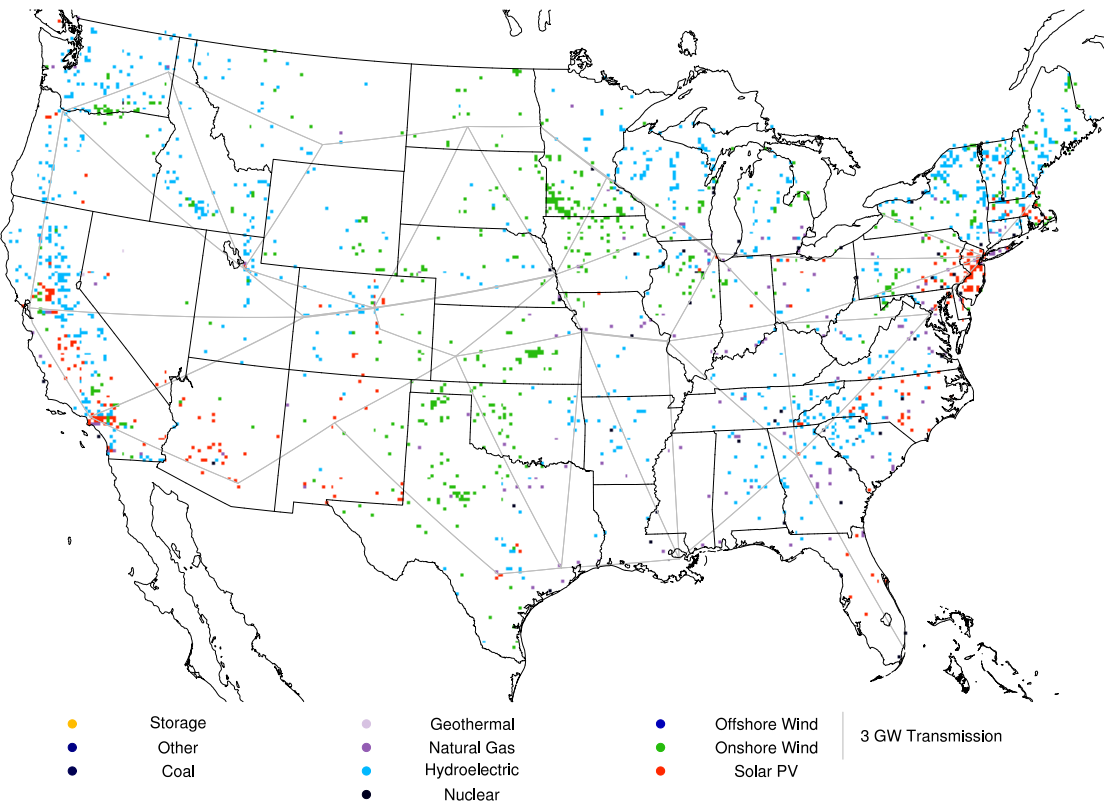 Storage
Other
Coal
Geothermal
Natural Gas
Hydroelectric
Nuclear
Offshore Wind
Onshore Wind
Solar PV
3 GW Transmission